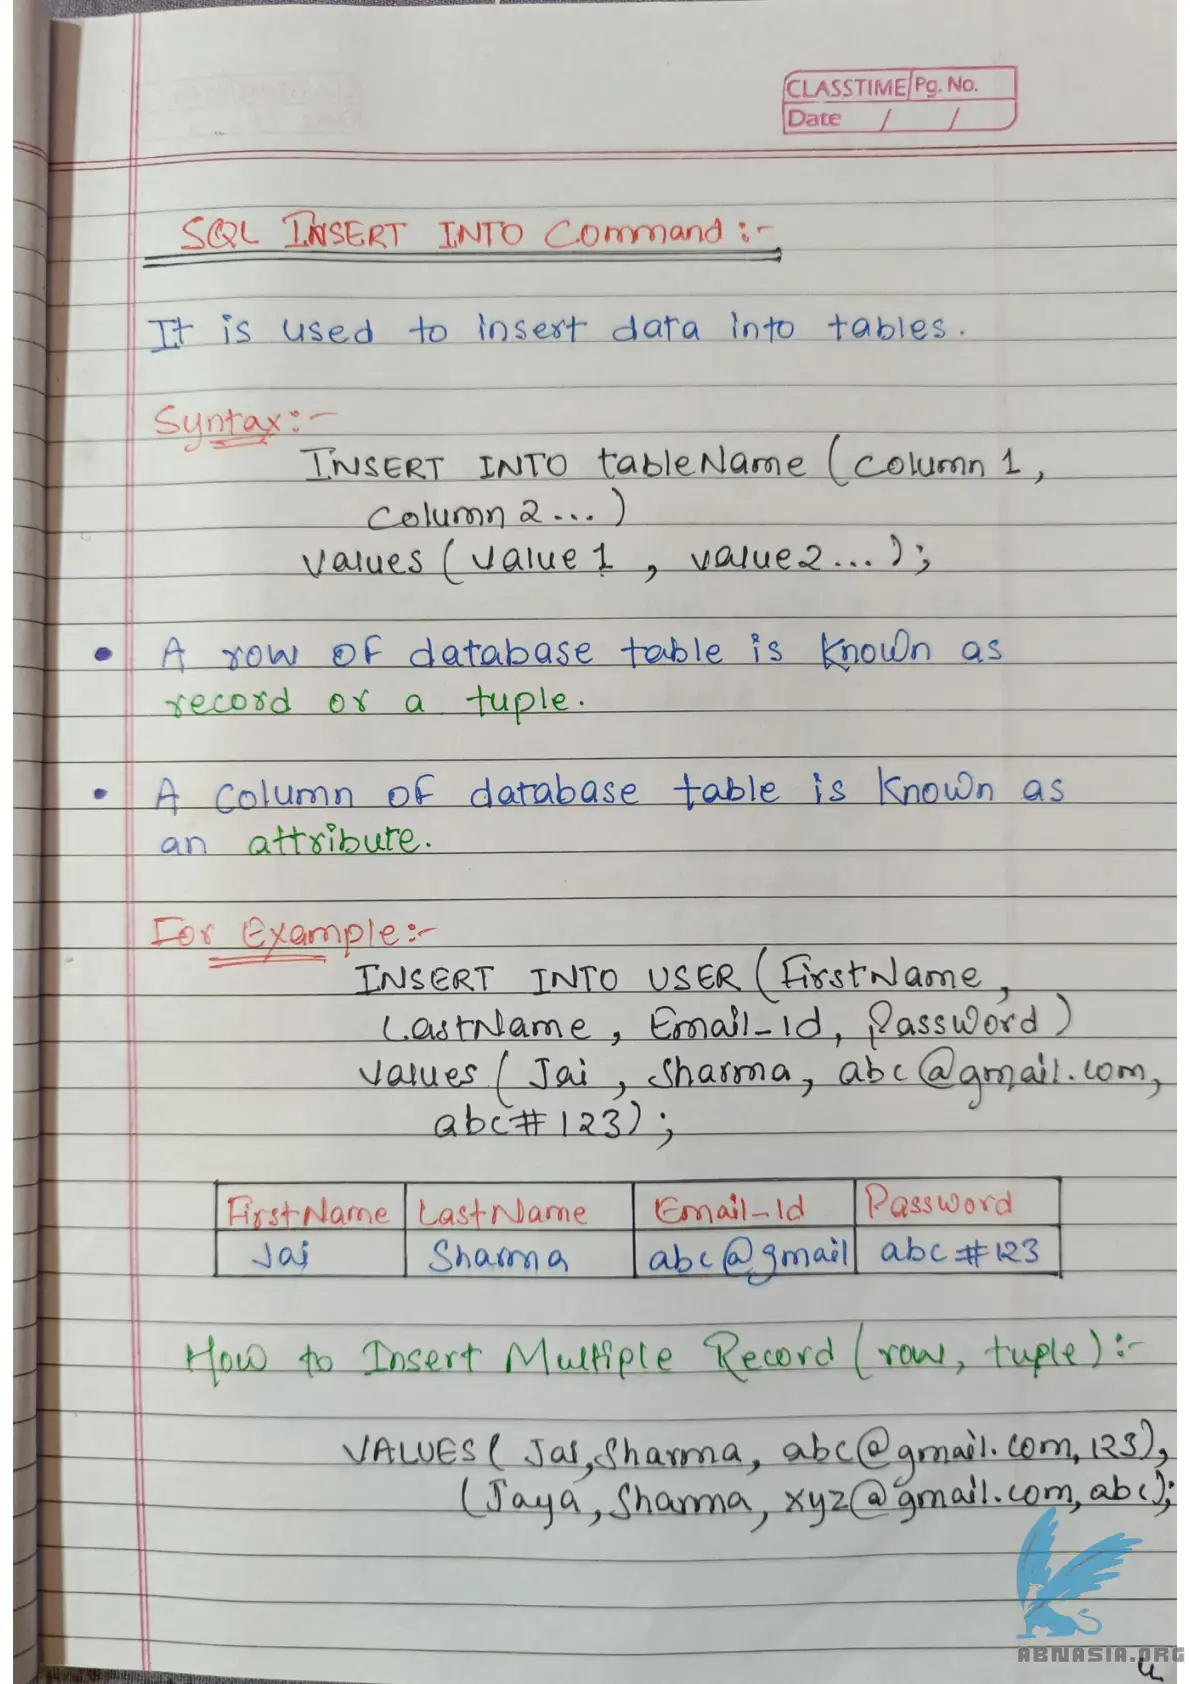 CLASSTIME Pg. No.
Date / /
SQL INSERT INTO Command :-
It is used to insert data into tables.
Syntax :-
INSERT INTO tableName (column 1,
column 2 ... )
values ( value 1 , value2 ... );
• A row of database table is known as
record or a tuple.
• A column of database table is known as
an attribute.
For Example:-
INSERT INTO USER ( FirstName,
LastName, Email-Id, Password )
values ( Jai , Sharma, abc@gmail.com,
abc#123);
FirstName LastName Email-Id Password
Jai Sharma abc@gmail abc#123
How to Insert Multiple Record (row, tuple) :-
VALUES ( Jai, Sharma, abc@gmail.com, 123),
(Jaya, Sharma, xyz@gmail.com, abc);
ABNASIA.ORG
4